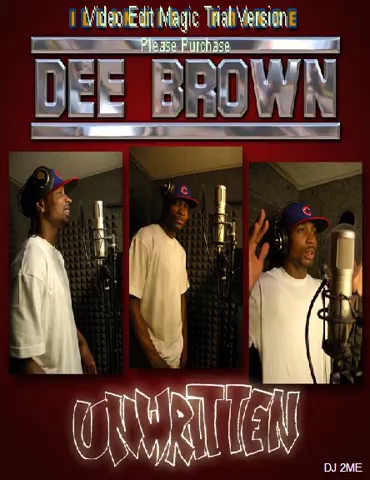 Video Edit Magic Trial Version
Please Purchase
DEE BROWN
UNWRITTEN
DJ 2ME